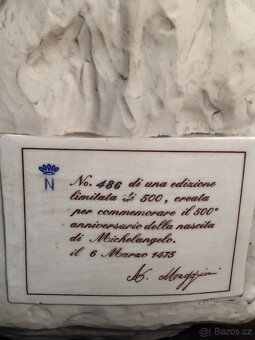 N
No. 486 di una edizione
limitata di 500, creata
per commemorare il 500°
anniversario della nascita
di Michelangelo.
il 6 Marzo 1475
Bazos.cz